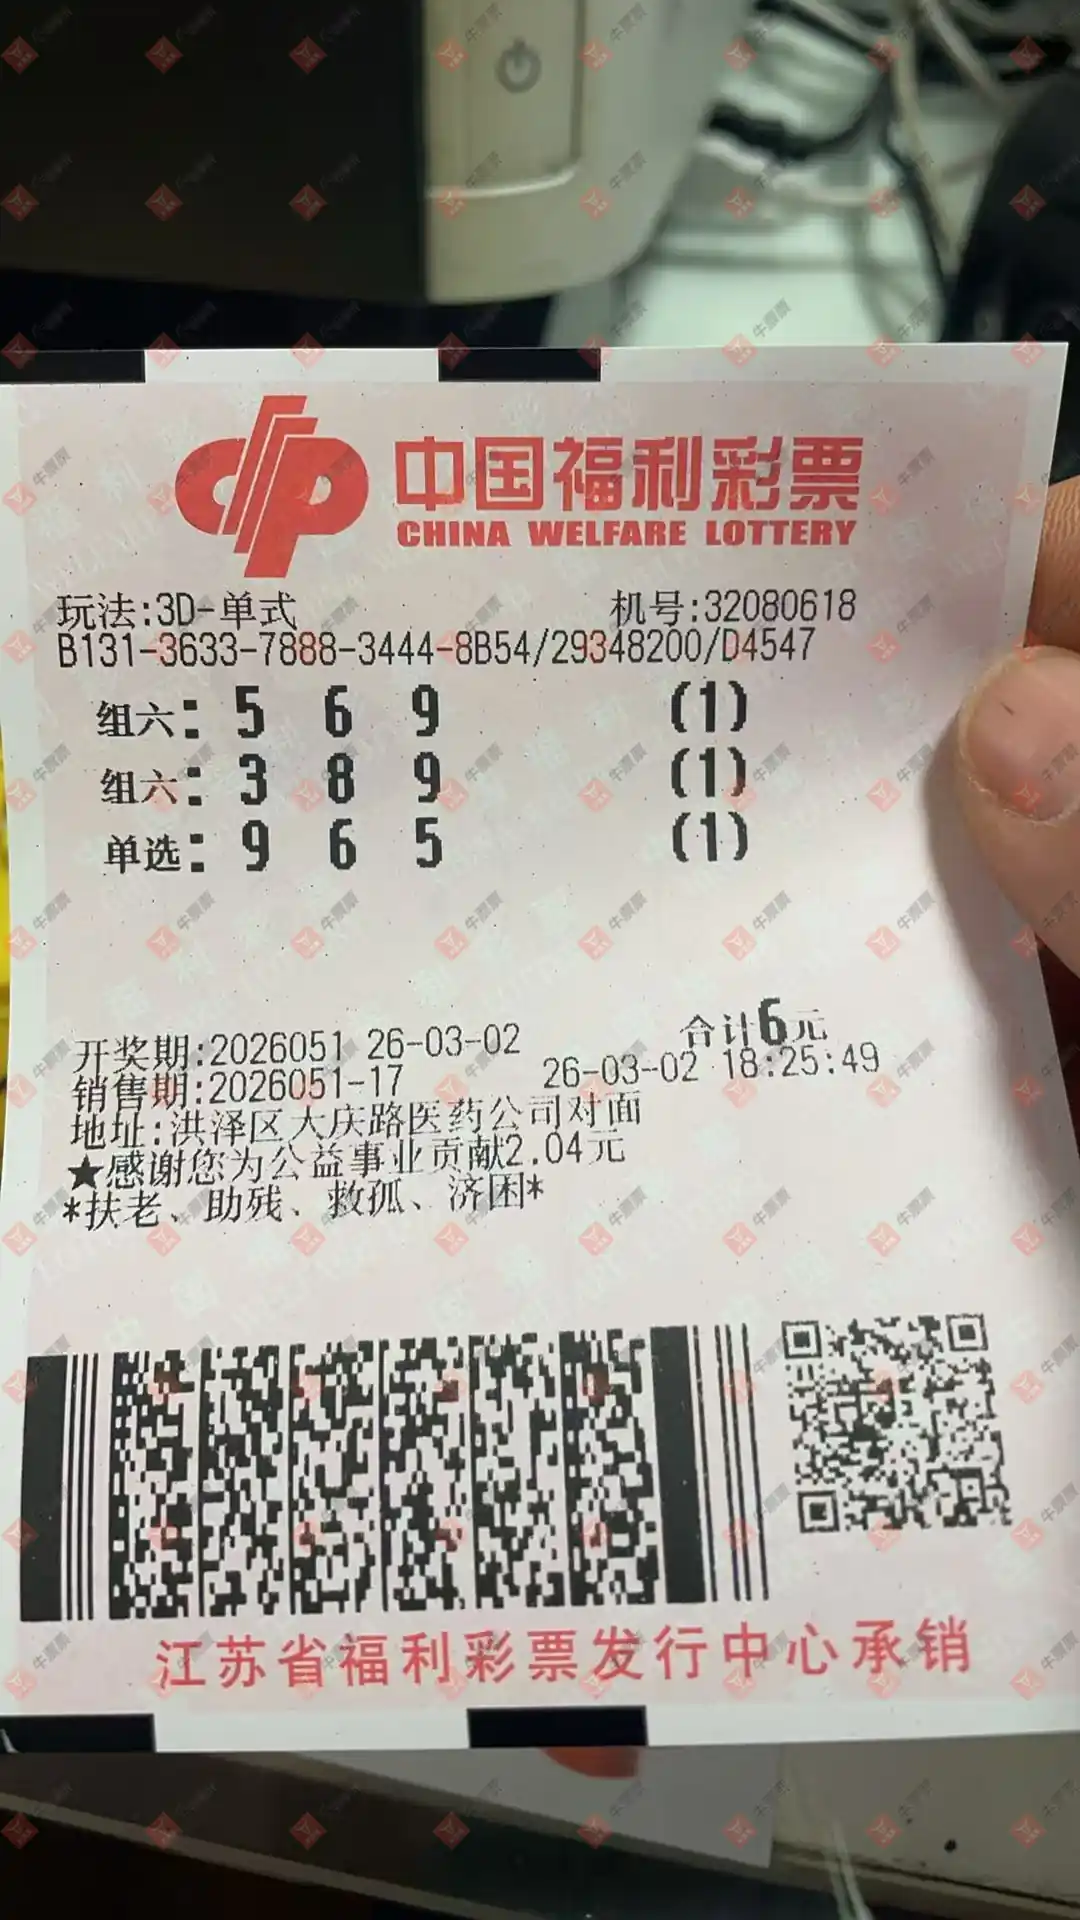 中国福利彩票
CHINA WELFARE LOTTERY
玩法:3D-单式 机号:32080618
B131-3633-7888-3444-8B54/29348200/D4547
组六: 5 6 9 (1)
组六: 3 8 9 (1)
单选: 9 6 5 (1)
合计6元
开奖期:2026051 26-03-02
销售期:2026051-17 26-03-02 18:25:49
地址:洪泽区大庆路医药公司对面
★感谢您为公益事业贡献2.04元
*扶老、助残、救孤、济困*
江苏省福利彩票发行中心承销
牛票票